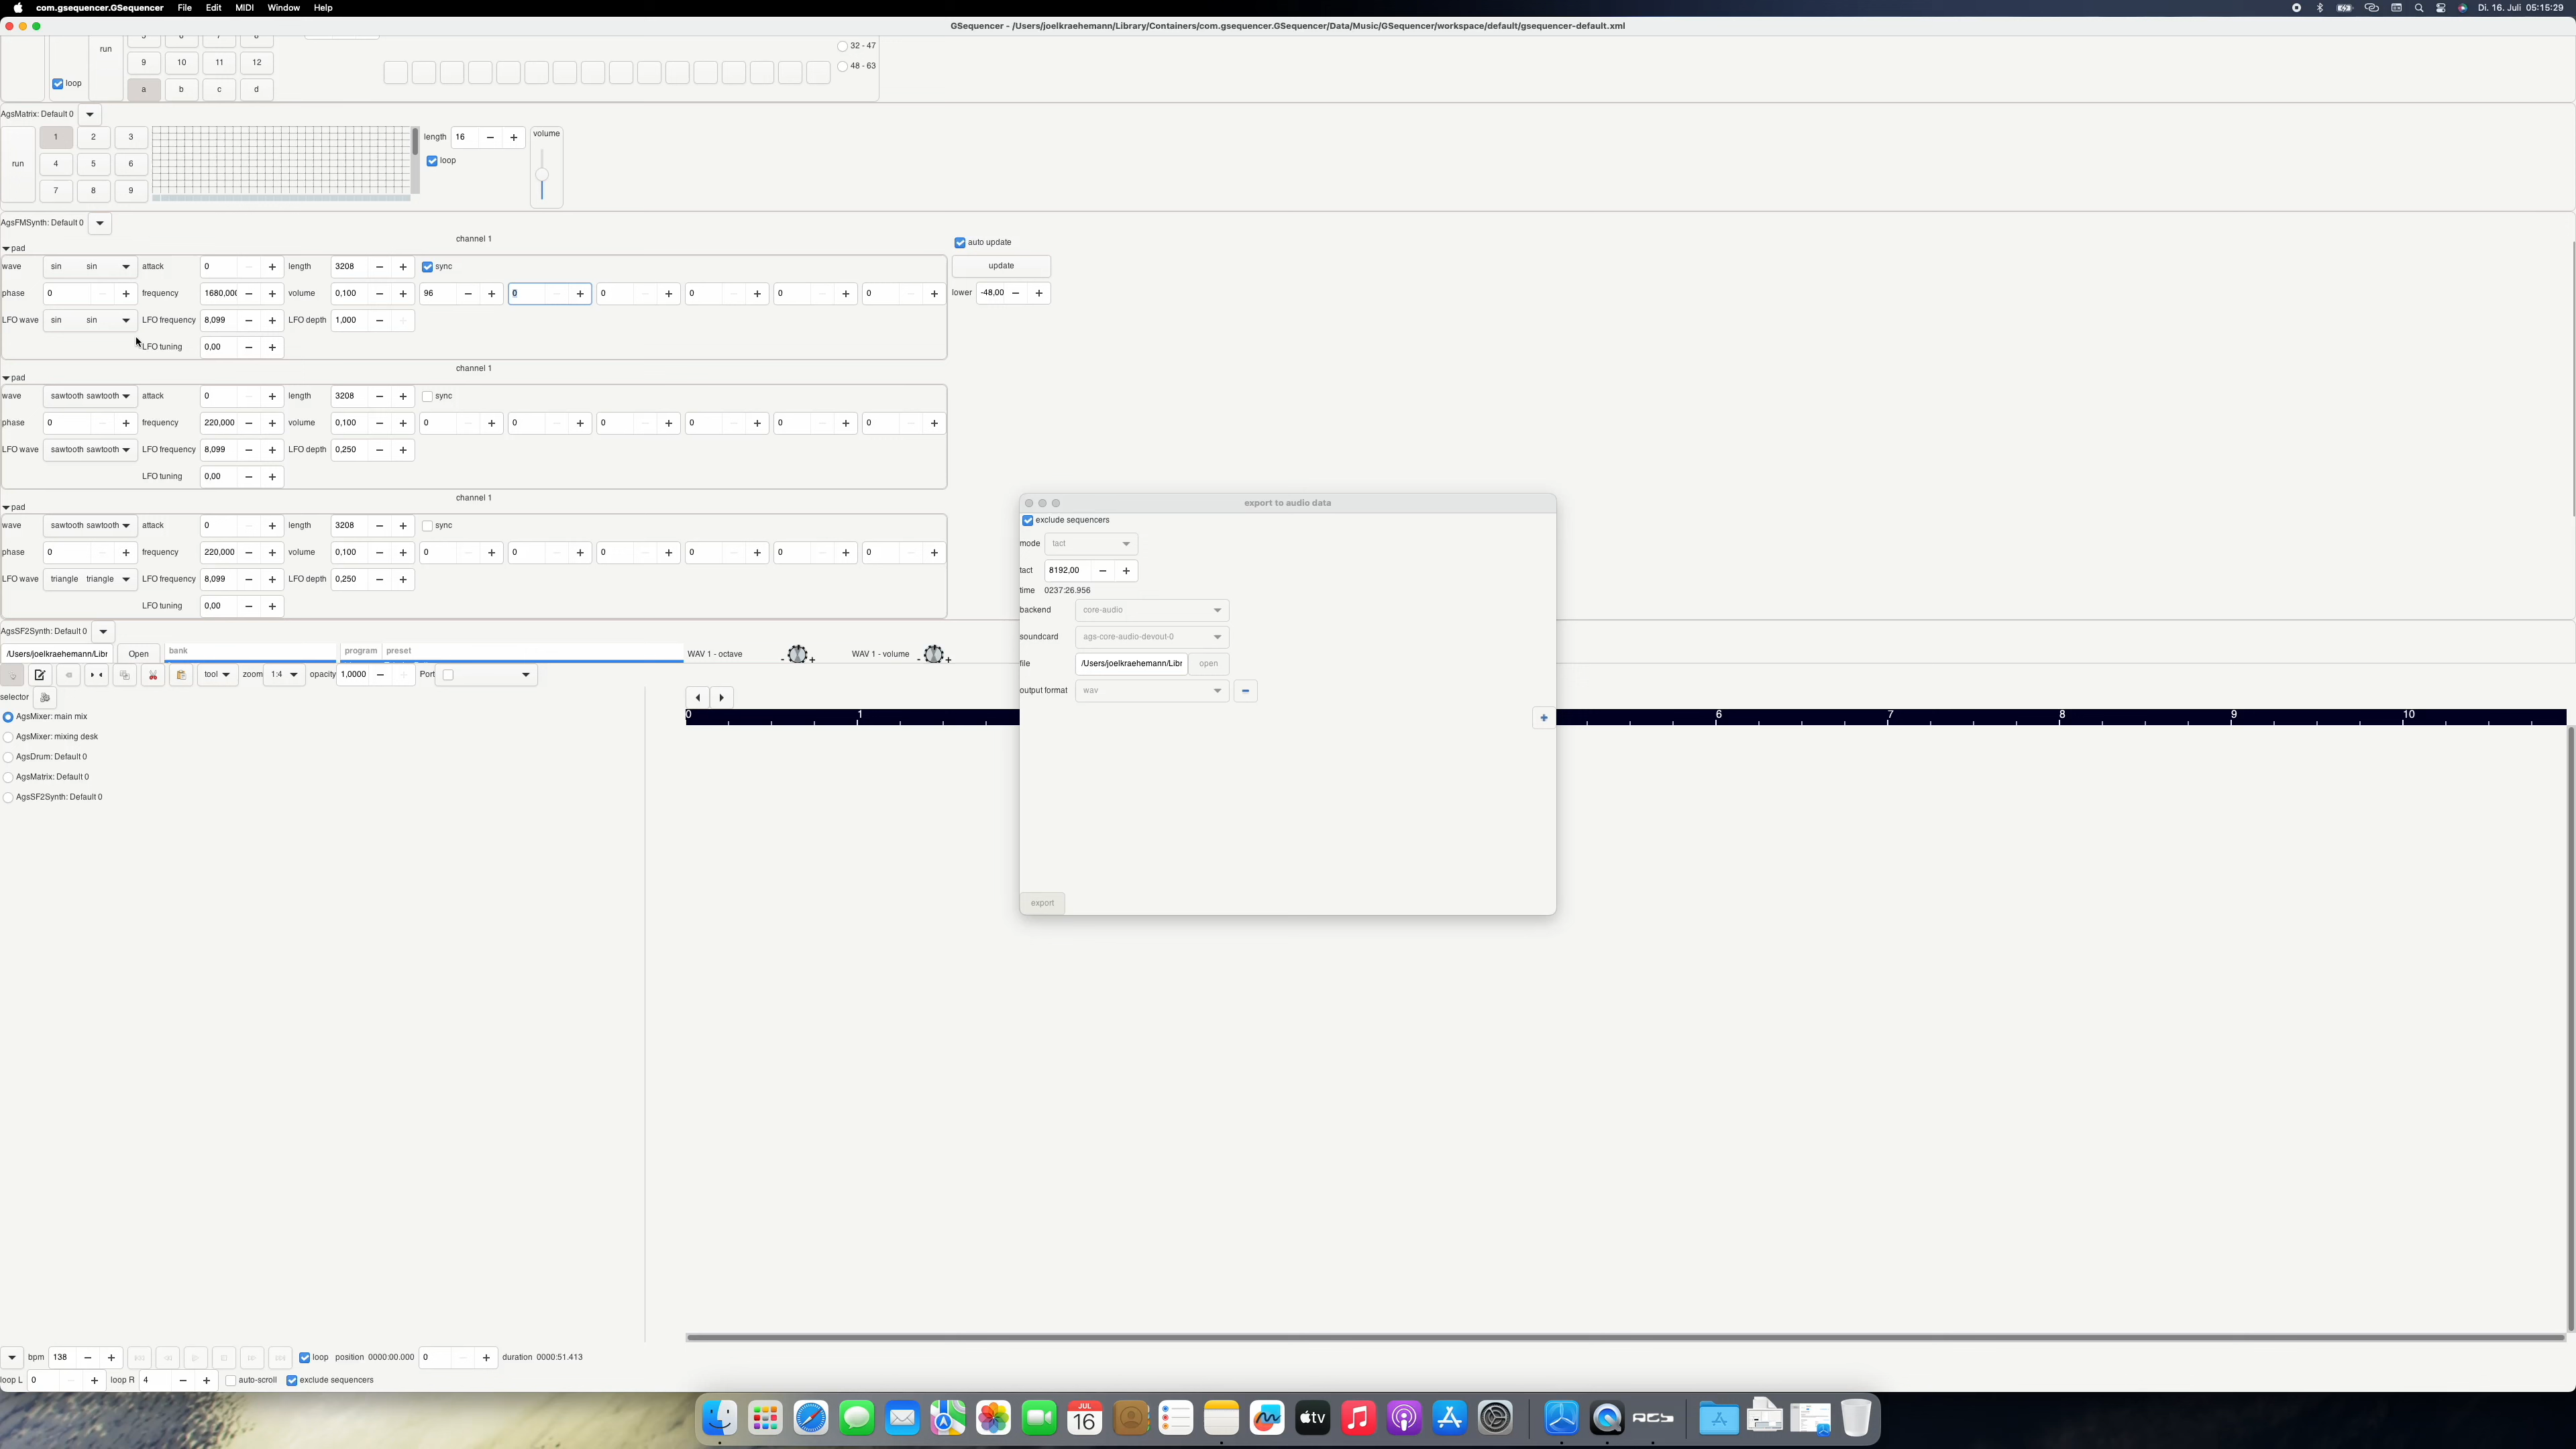 com.gsequencer.GSequencer File Edit MIDI Window Help Di. 16. Juli 05:15:29
GSequencer - /Users/joelkraehemann/Library/Containers/com.gsequencer.GSequencer/Data/Music/GSequencer/workspace/default/gsequencer-default.xml
run 32 - 47
9 10 11 12 48 - 63
loop
a b c d
AgsMatrix: Default 0
1 2 3 length 16 volume
run 4 5 6 loop
7 8 9
AgsFMSynth: Default 0
channel 1 auto update
pad
wave sin sin attack 0 length 3208 sync update
phase 0 frequency 1680,000 volume 0,100 96 0 0 0 0 0 lower -48,00
LFO wave sin sin LFO frequency 8,099 LFO depth 1,000
LFO tuning 0,00
channel 1
pad
wave sawtooth sawtooth attack 0 length 3208 sync
phase 0 frequency 220,000 volume 0,100 0 0 0 0 0 0
LFO wave sawtooth sawtooth LFO frequency 8,099 LFO depth 0,250
LFO tuning 0,00
channel 1
pad
wave sawtooth sawtooth attack 0 length 3208 sync
phase 0 frequency 220,000 volume 0,100 0 0 0 0 0 0
LFO wave triangle triangle LFO frequency 8,099 LFO depth 0,250
LFO tuning 0,00
export to audio data
exclude sequencers
mode tact
tact 8192,00
time 0237:26.956
backend core-audio
soundcard ags-core-audio-devout-0
file /Users/joelkraehemann/Libr open
output format wav
export
AgsSF2Synth: Default 0
/Users/joelkraehemann/Libr Open bank program preset WAV 1 - octave WAV 1 - volume
tool zoom 1:4 opacity 1,0000 Port
selector
AgsMixer: main mix
0 1 6 7 8 9 10
AgsMixer: mixing desk
AgsDrum: Default 0
AgsMatrix: Default 0
AgsSF2Synth: Default 0
bpm 138 loop position 0000:00.000 0 duration 0000:51.413
loop L 0 loop R 4 auto-scroll exclude sequencers
JUL
16
tv